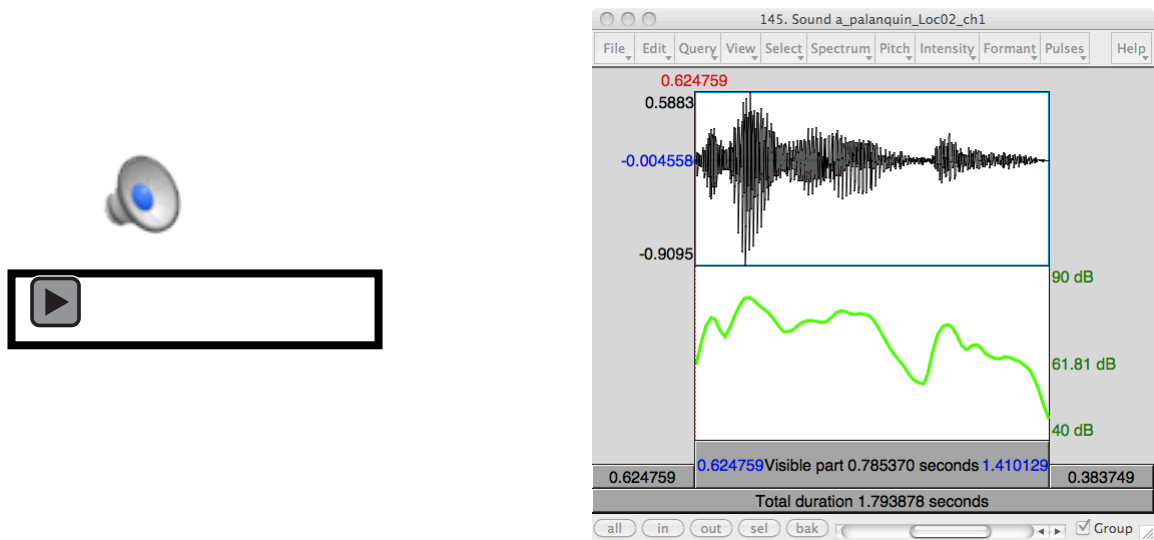 145. Sound a_palanquin_Loc02_ch1
File Edit Query View Select Spectrum Pitch Intensity Formant Pulses Help
0.624759
0.5883
-0.004558
-0.9095
90 dB
61.81 dB
40 dB
0.624759 Visible part 0.785370 seconds 1.410129
0.624759 0.383749
Total duration 1.793878 seconds
all in out sel bak Group